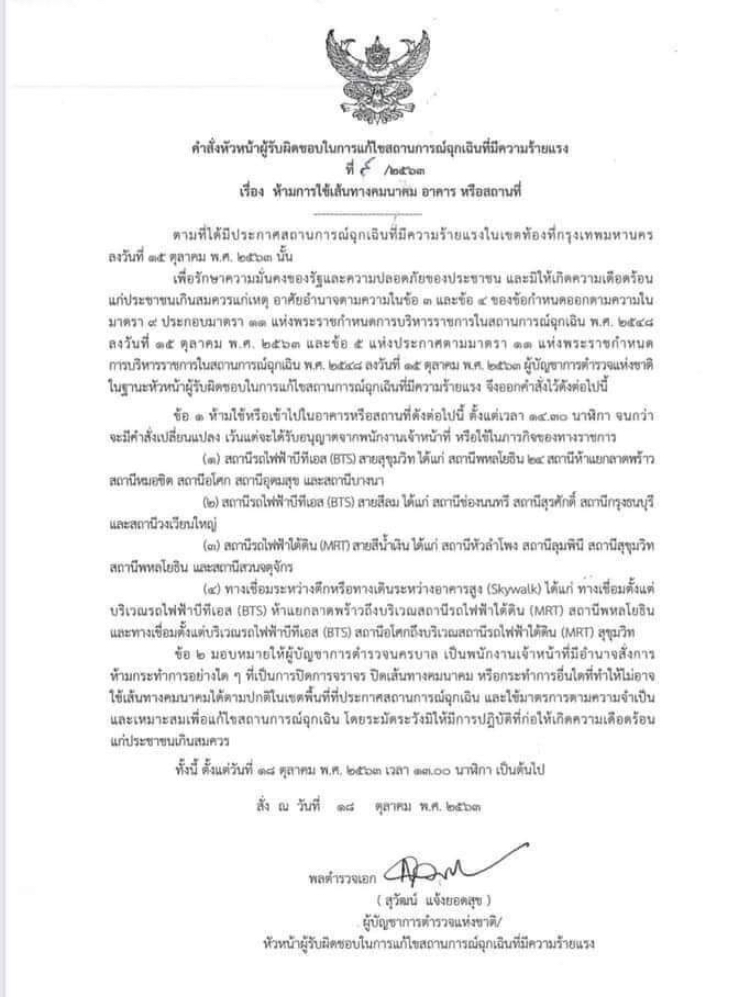 คำสั่งหัวหน้าผู้รับผิดชอบในการแก้ไขสถานการณ์ฉุกเฉินที่มีความร้ายแรง
ที่ ๙ /๒๕๖๓
เรื่อง ห้ามการใช้เส้นทางคมนาคม อาคาร หรือสถานที่
ตามที่ได้มีประกาศสถานการณ์ฉุกเฉินที่มีความร้ายแรงในเขตท้องที่กรุงเทพมหานคร
ลงวันที่ ๑๕ ตุลาคม พ.ศ. ๒๕๖๓ นั้น
เพื่อรักษาความมั่นคงของรัฐและความปลอดภัยของประชาชน และมิให้เกิดความเดือดร้อน
แก่ประชาชนเกินสมควรแก่เหตุ อาศัยอำนาจตามความในข้อ ๓ และข้อ ๔ ของข้อกำหนดออกตามความใน
มาตรา ๙ ประกอบมาตรา ๑๑ แห่งพระราชกำหนดการบริหารราชการในสถานการณ์ฉุกเฉิน พ.ศ. ๒๕๔๘
ลงวันที่ ๑๕ ตุลาคม พ.ศ. ๒๕๖๓ และข้อ ๕ แห่งประกาศตามมาตรา ๑๑ แห่งพระราชกำหนด
การบริหารราชการในสถานการณ์ฉุกเฉิน พ.ศ. ๒๕๔๘ ลงวันที่ ๑๕ ตุลาคม พ.ศ. ๒๕๖๓ ผู้บัญชาการตำรวจแห่งชาติ
ในฐานะหัวหน้าผู้รับผิดชอบในการแก้ไขสถานการณ์ฉุกเฉินที่มีความร้ายแรง จึงออกคำสั่งไว้ดังต่อไปนี้
ข้อ ๑ ห้ามใช้หรือเข้าไปในอาคารหรือสถานที่ดังต่อไปนี้ ตั้งแต่เวลา ๑๔.๓๐ นาฬิกา จนกว่า
จะมีคำสั่งเปลี่ยนแปลง เว้นแต่จะได้รับอนุญาตจากพนักงานเจ้าหน้าที่ หรือใช้ในภารกิจของทางราชการ
(๑) สถานีรถไฟฟ้าบีทีเอส (BTS) สายสุขุมวิท ได้แก่ สถานีพหลโยธิน ๒๔ สถานีห้าแยกลาดพร้าว
สถานีหมอชิต สถานีอโศก สถานีอุดมสุข และสถานีบางนา
(๒) สถานีรถไฟฟ้าบีทีเอส (BTS) สายสีลม ได้แก่ สถานีช่องนนทรี สถานีสุรศักดิ์ สถานีกรุงธนบุรี
และสถานีวงเวียนใหญ่
(๓) สถานีรถไฟฟ้าใต้ดิน (MRT) สายสีน้ำเงิน ได้แก่ สถานีหัวลำโพง สถานีลุมพินี สถานีสุขุมวิท
สถานีพหลโยธิน และสถานีสวนจตุจักร
(๔) ทางเชื่อมระหว่างตึกหรือทางเดินระหว่างอาคารสูง (Skywalk) ได้แก่ ทางเชื่อมตั้งแต่
บริเวณรถไฟฟ้าบีทีเอส (BTS) ห้าแยกลาดพร้าวถึงบริเวณสถานีรถไฟฟ้าใต้ดิน (MRT) สถานีพหลโยธิน
และทางเชื่อมตั้งแต่บริเวณรถไฟฟ้าบีทีเอส (BTS) สถานีอโศกถึงบริเวณสถานีรถไฟฟ้าใต้ดิน (MRT) สุขุมวิท
ข้อ ๒ มอบหมายให้ผู้บัญชาการตำรวจนครบาล เป็นพนักงานเจ้าหน้าที่มีอำนาจสั่งการ
ห้ามกระทำการอย่างใด ๆ ที่เป็นการปิดการจราจร ปิดเส้นทางคมนาคม หรือกระทำการอื่นใดที่ทำให้ไม่อาจ
ใช้เส้นทางคมนาคมได้ตามปกติในเขตพื้นที่ที่ประกาศสถานการณ์ฉุกเฉิน และใช้มาตรการตามความจำเป็น
และเหมาะสมเพื่อแก้ไขสถานการณ์ฉุกเฉิน โดยระมัดระวังมิให้มีการปฏิบัติที่ก่อให้เกิดความเดือดร้อน
แก่ประชาชนเกินสมควร
ทั้งนี้ ตั้งแต่วันที่ ๑๘ ตุลาคม พ.ศ. ๒๕๖๓ เวลา ๑๓.๐๐ นาฬิกา เป็นต้นไป
สั่ง ณ วันที่ ๑๘ ตุลาคม พ.ศ. ๒๕๖๓
พลตำรวจเอก
( สุวัฒน์ แจ้งยอดสุข )
ผู้บัญชาการตำรวจแห่งชาติ/
หัวหน้าผู้รับผิดชอบในการแก้ไขสถานการณ์ฉุกเฉินที่มีความร้ายแรง